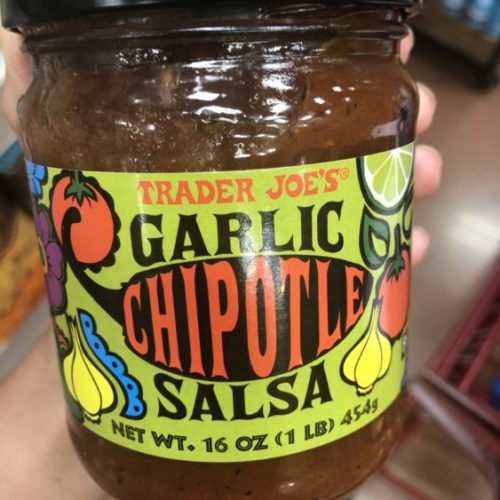 TRADER JOE'S®
GARLIC
CHIPOTLE
SALSA
NET WT. 16 OZ (1 LB) 454g